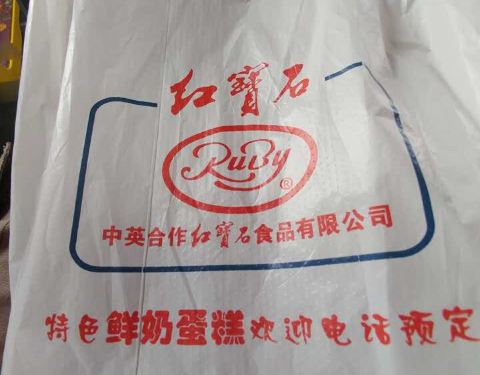 红寶石
RuBy®
中英合作红寶石食品有限公司
特色鲜奶蛋糕欢迎电话预定